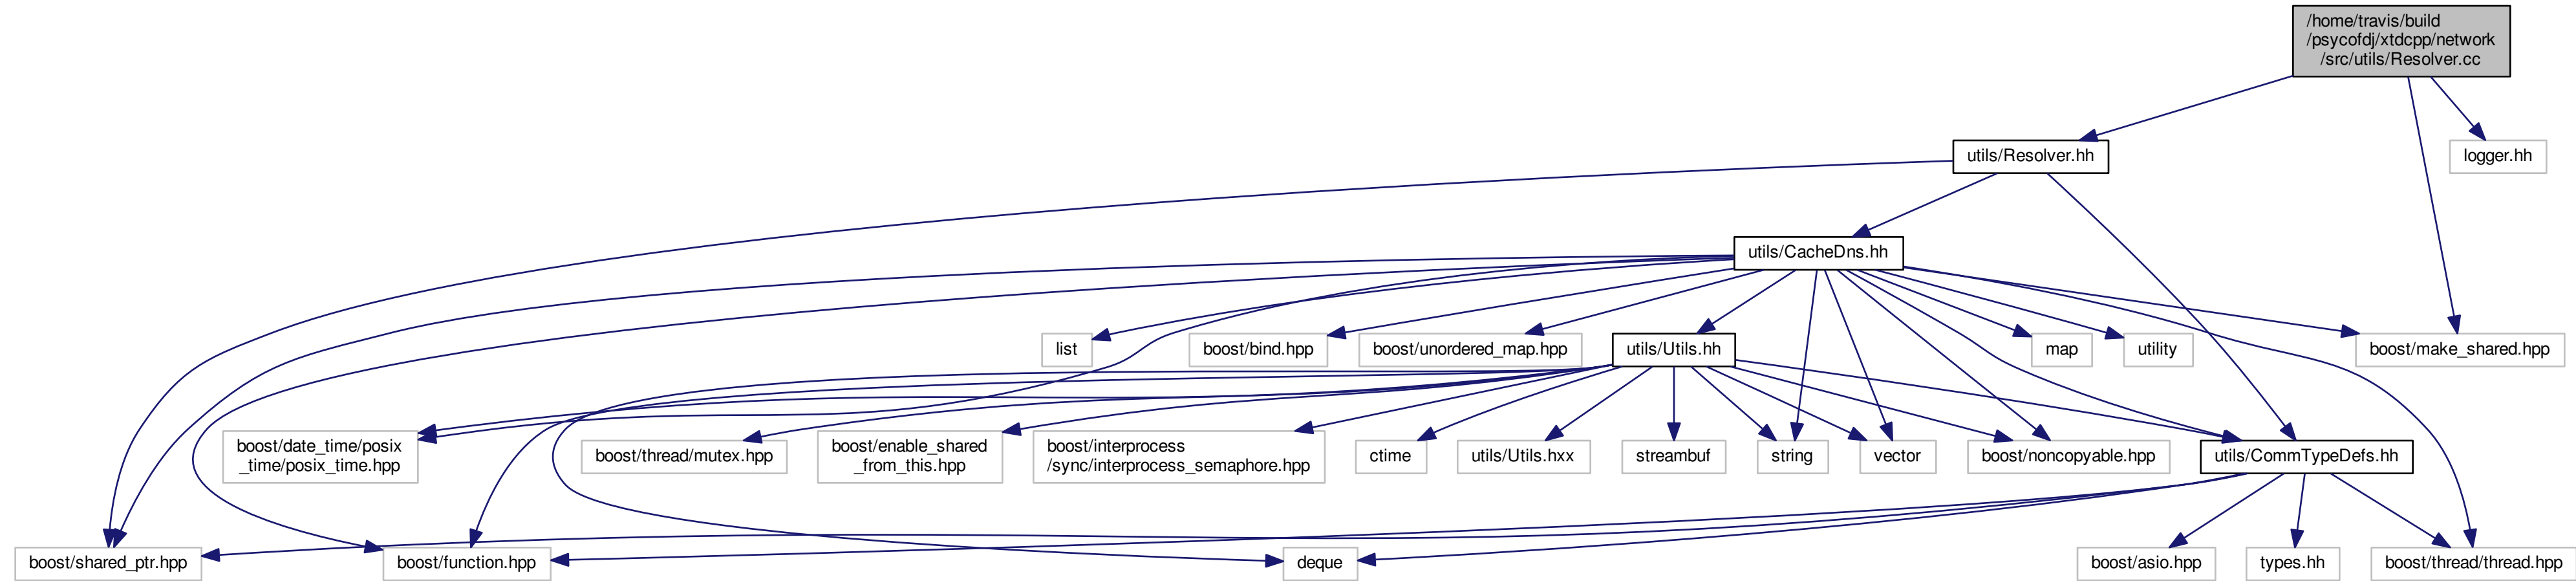 /home/travis/build
/psycofdj/xtdcpp/network
/src/utils/Resolver.cc
utils/Resolver.hh
logger.hh
utils/CacheDns.hh
list
boost/bind.hpp
boost/unordered_map.hpp
utils/Utils.hh
map
utility
boost/make_shared.hpp
boost/date_time/posix
_time/posix_time.hpp
boost/thread/mutex.hpp
boost/enable_shared
_from_this.hpp
boost/interprocess
/sync/interprocess_semaphore.hpp
ctime
utils/Utils.hxx
streambuf
string
vector
boost/noncopyable.hpp
utils/CommTypeDefs.hh
boost/shared_ptr.hpp
boost/function.hpp
deque
boost/asio.hpp
types.hh
boost/thread/thread.hpp